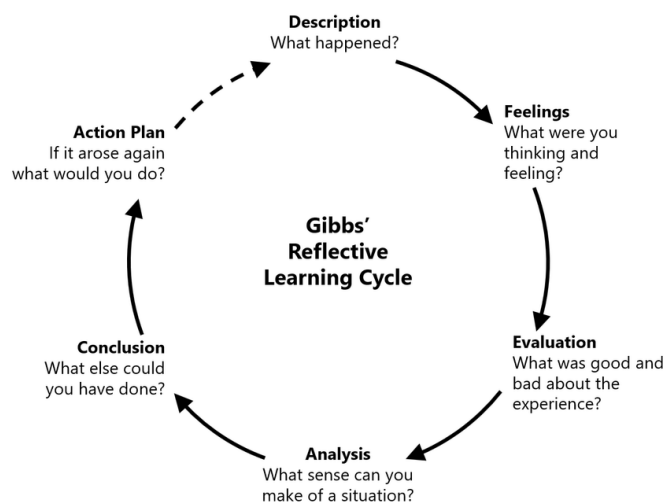 Description
What happened?
Feelings
What were you
thinking and
feeling?
Evaluation
What was good and
bad about the
experience?
Analysis
What sense can you
make of a situation?
Conclusion
What else could
you have done?
Action Plan
If it arose again
what would you do?
Gibbs’
Reflective
Learning Cycle